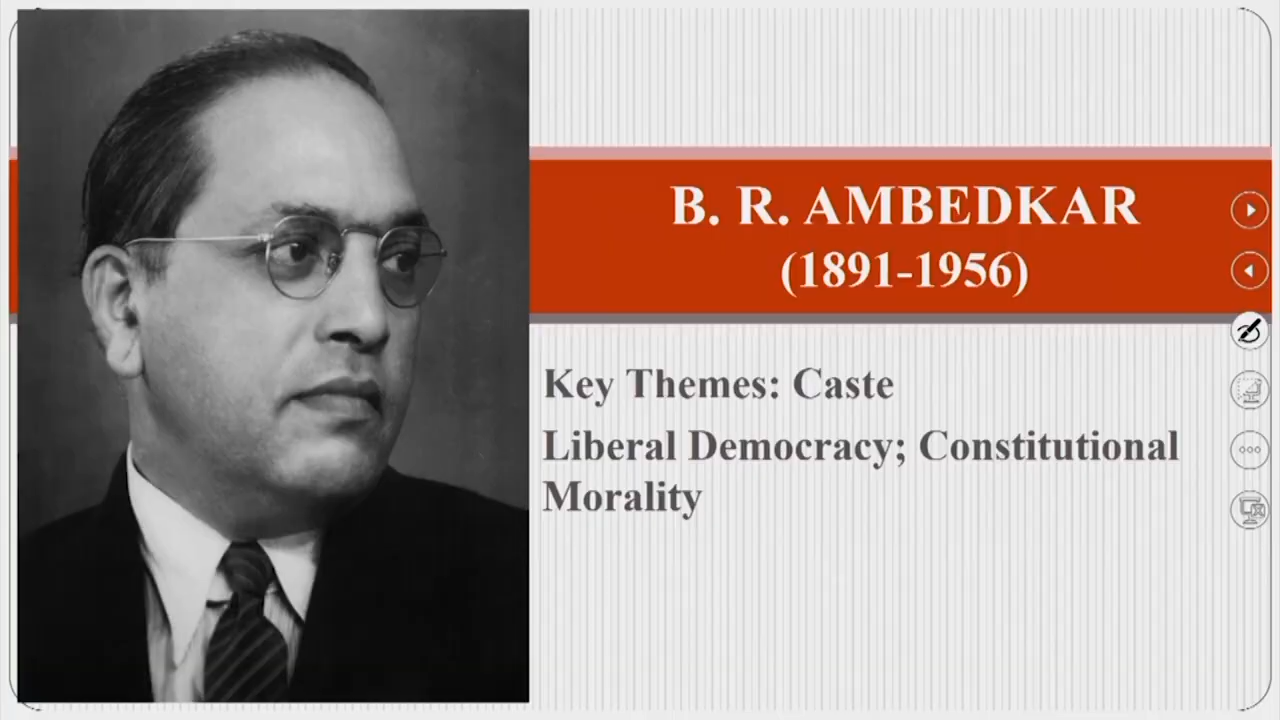 B. R. AMBEDKAR
(1891-1956)
Key Themes: Caste
Liberal Democracy; Constitutional
Morality